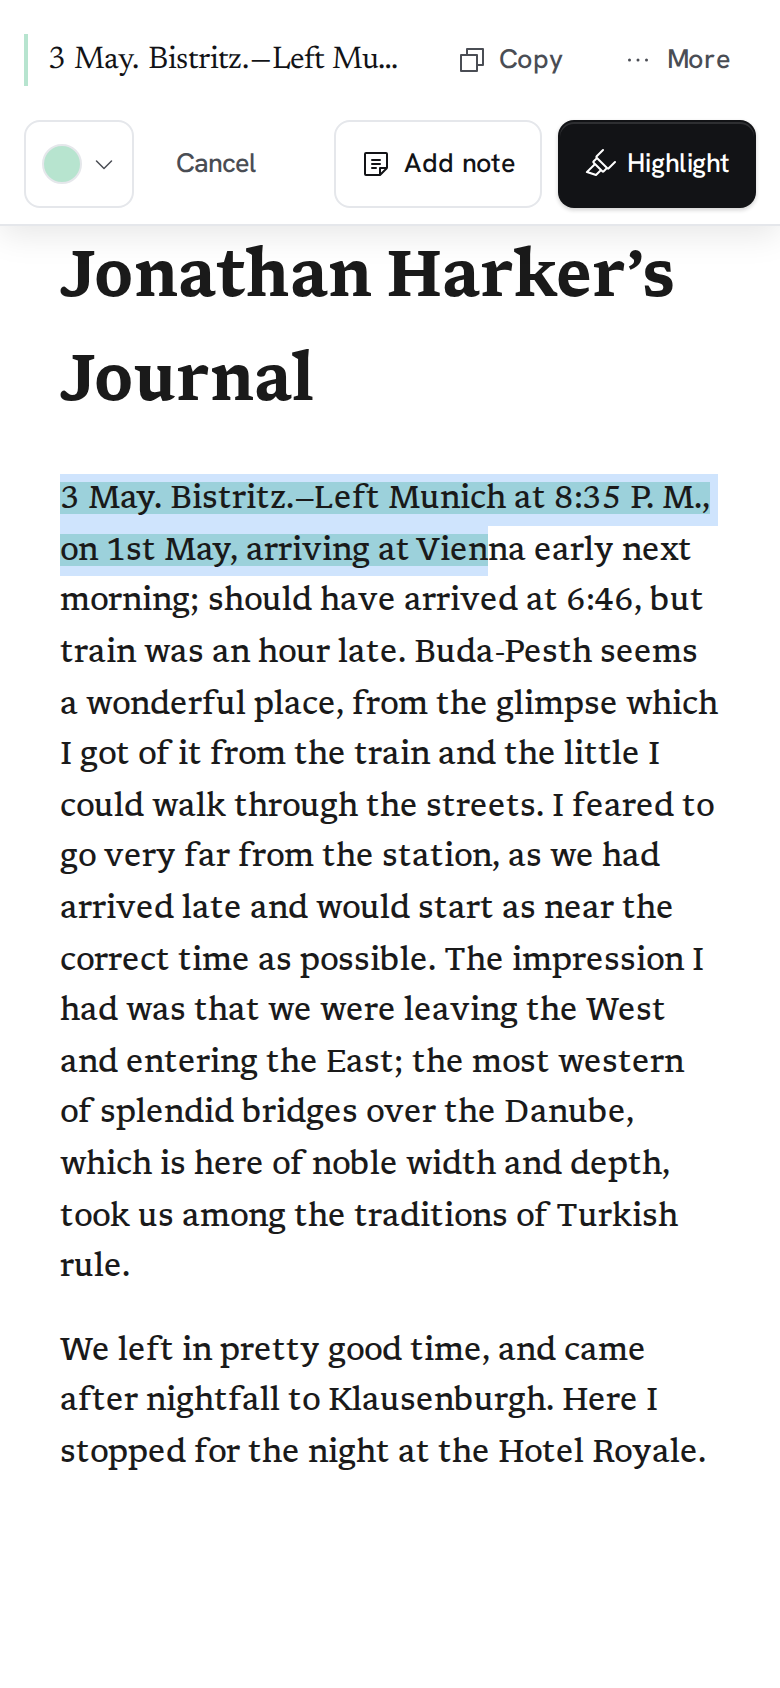 3 May. Bistritz.—Left Mu...
Copy
More
Cancel
Add note
Highlight
Jonathan Harker’s
Journal
3 May. Bistritz.—Left Munich at 8:35 P. M.,
on 1st May, arriving at Vienna early next
morning; should have arrived at 6:46, but
train was an hour late. Buda-Pesth seems
a wonderful place, from the glimpse which
I got of it from the train and the little I
could walk through the streets. I feared to
go very far from the station, as we had
arrived late and would start as near the
correct time as possible. The impression I
had was that we were leaving the West
and entering the East; the most western
of splendid bridges over the Danube,
which is here of noble width and depth,
took us among the traditions of Turkish
rule.
We left in pretty good time, and came
after nightfall to Klausenburgh. Here I
stopped for the night at the Hotel Royale.